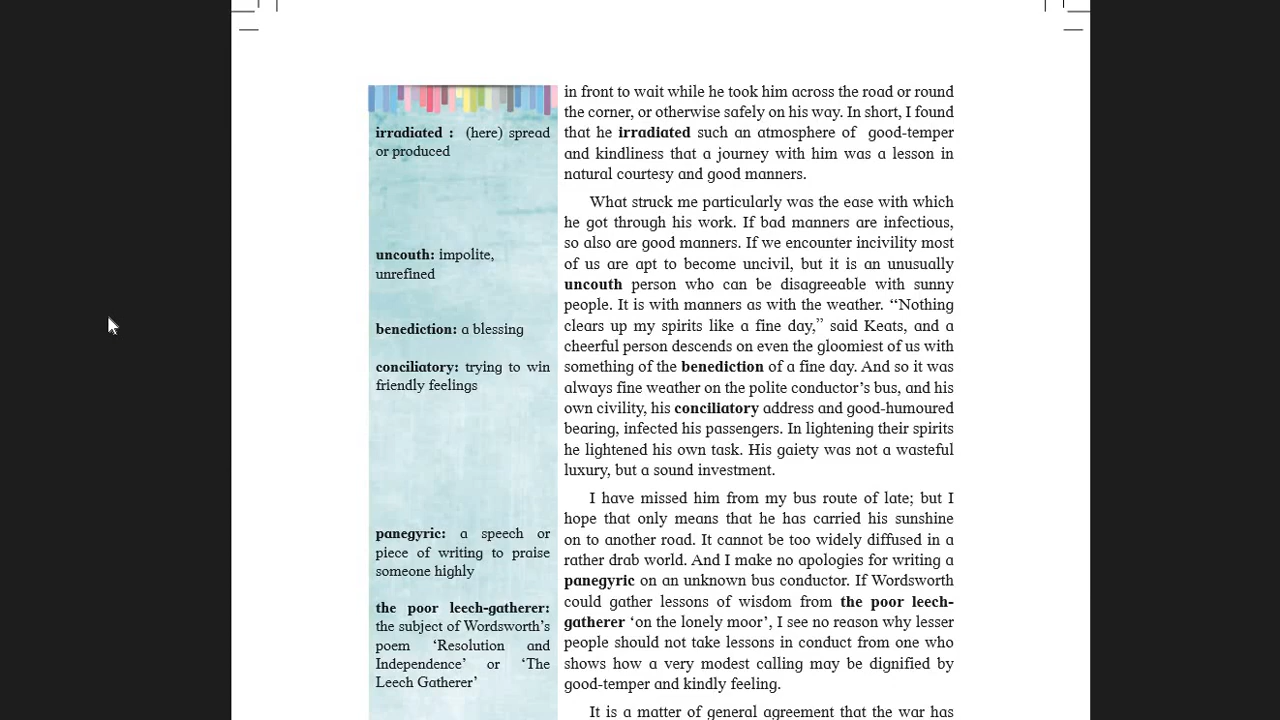 irradiated : (here) spread
or produced
uncouth: impolite,
unrefined
benediction: a blessing
conciliatory: trying to win
friendly feelings
panegyric: a speech or
piece of writing to praise
someone highly
the poor leech-gatherer:
the subject of Wordsworth’s
poem ‘Resolution and
Independence’ or ‘The
Leech Gatherer’
in front to wait while he took him across the road or round
the corner, or otherwise safely on his way. In short, I found
that he irradiated such an atmosphere of good-temper
and kindliness that a journey with him was a lesson in
natural courtesy and good manners.
What struck me particularly was the ease with which
he got through his work. If bad manners are infectious,
so also are good manners. If we encounter incivility most
of us are apt to become uncivil, but it is an unusually
uncouth person who can be disagreeable with sunny
people. It is with manners as with the weather. “Nothing
clears up my spirits like a fine day,” said Keats, and a
cheerful person descends on even the gloomiest of us with
something of the benediction of a fine day. And so it was
always fine weather on the polite conductor’s bus, and his
own civility, his conciliatory address and good-humoured
bearing, infected his passengers. In lightening their spirits
he lightened his own task. His gaiety was not a wasteful
luxury, but a sound investment.
I have missed him from my bus route of late; but I
hope that only means that he has carried his sunshine
on to another road. It cannot be too widely diffused in a
rather drab world. And I make no apologies for writing a
panegyric on an unknown bus conductor. If Wordsworth
could gather lessons of wisdom from the poor leech-
gatherer ‘on the lonely moor’, I see no reason why lesser
people should not take lessons in conduct from one who
shows how a very modest calling may be dignified by
good-temper and kindly feeling.
It is a matter of general agreement that the war has